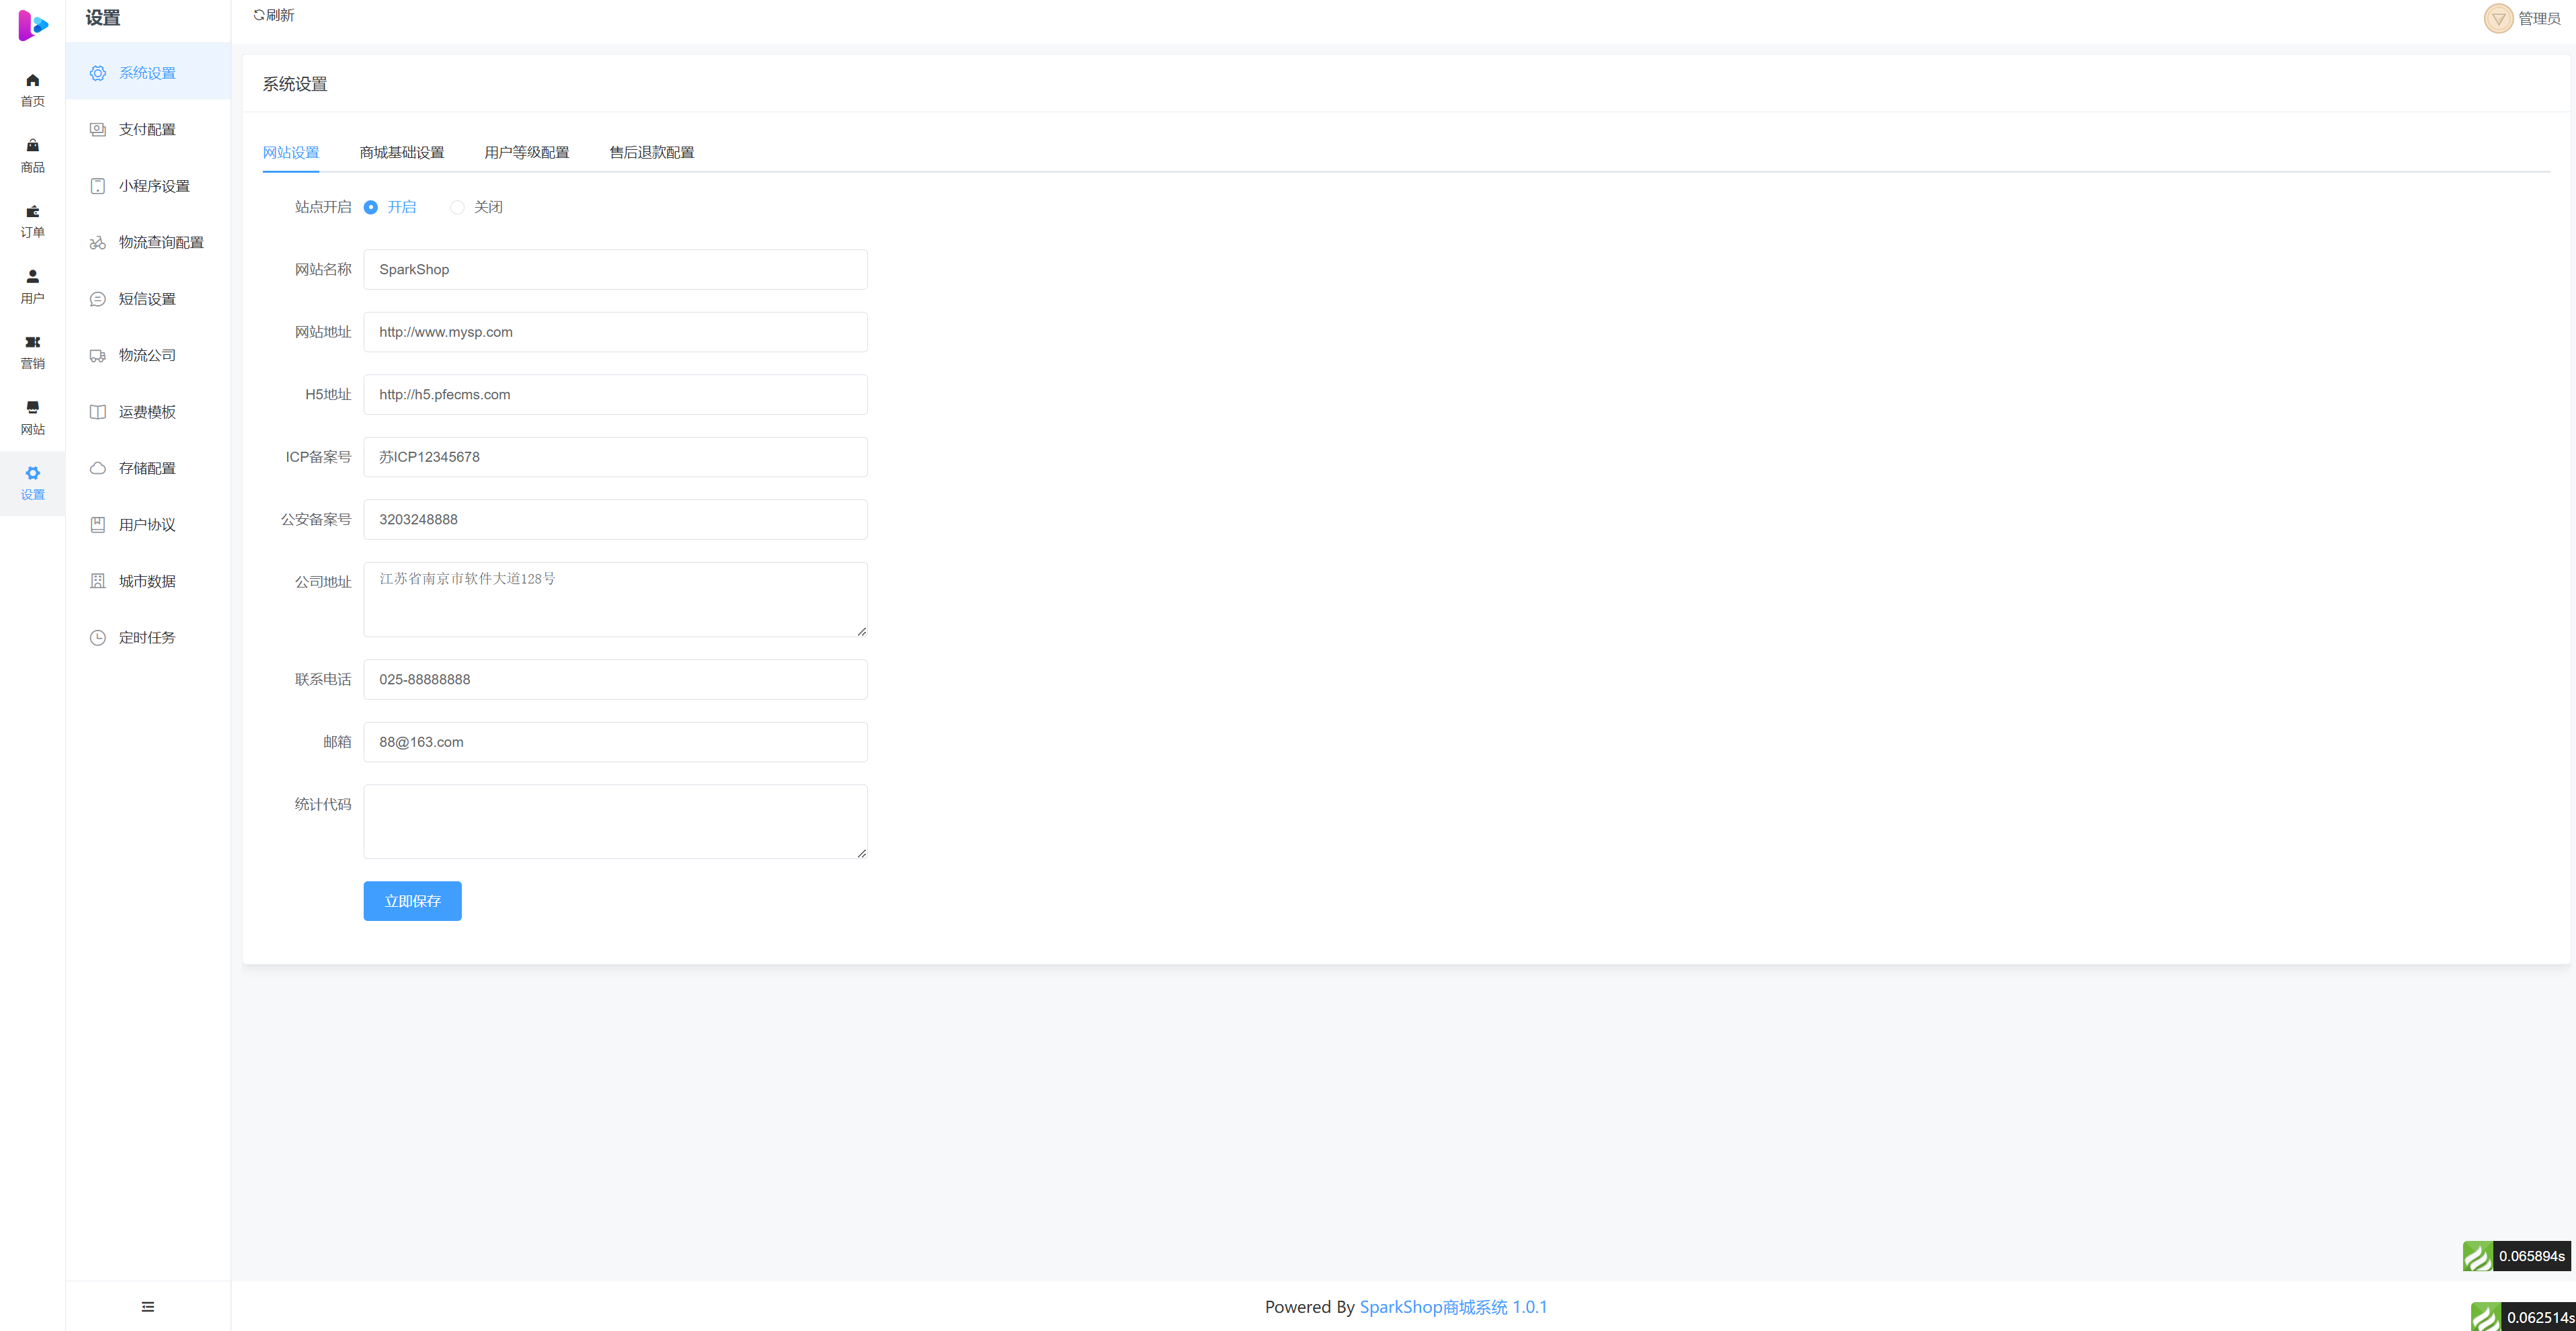 设置
刷新
管理员
首页
商品
订单
用户
营销
网站
设置
系统设置
支付配置
小程序设置
物流查询配置
短信设置
物流公司
运费模板
存储配置
用户协议
城市数据
定时任务
系统设置
网站设置 商城基础设置 用户等级配置 售后退款配置
站点开启 开启 关闭
网站名称 SparkShop
网站地址 http://www.mysp.com
H5地址 http://h5.pfecms.com
ICP备案号 苏ICP12345678
公安备案号 3203248888
公司地址 江苏省南京市软件大道128号
联系电话 025-88888888
邮箱 88@163.com
统计代码
立即保存
0.065894s
Powered By SparkShop商城系统 1.0.1
0.062514s